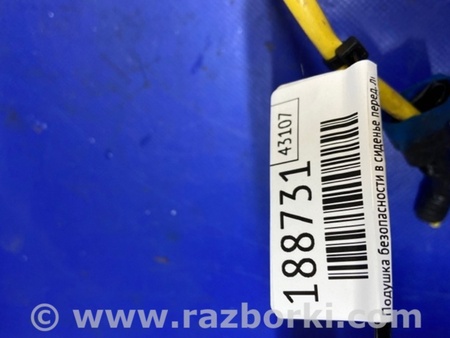 43107
188731
Подушка безопасности в сиденье перед.
© www.razborki.com